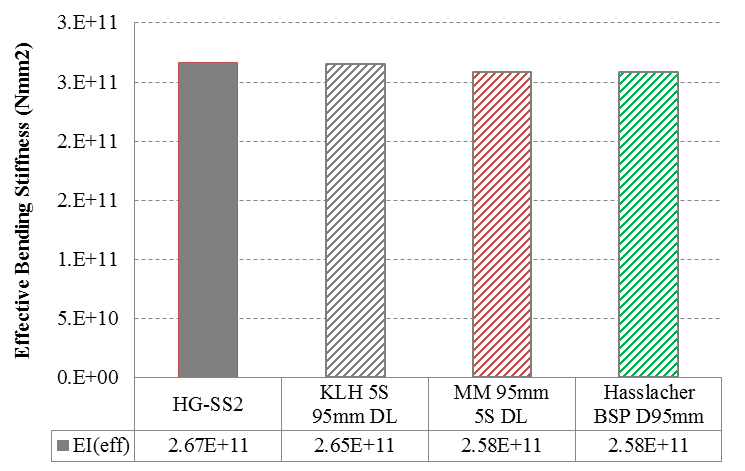 Effective Bending Stiffness (Nmm2)
3.E+11
3.E+11
2.E+11
2.E+11
1.E+11
5.E+10
0.E+00
HG-SS2
KLH 5S
95mm DL
MM 95mm
5S DL
Hasslacher
BSP D95mm
EI(eff) 2.67E+11 2.65E+11 2.58E+11 2.58E+11